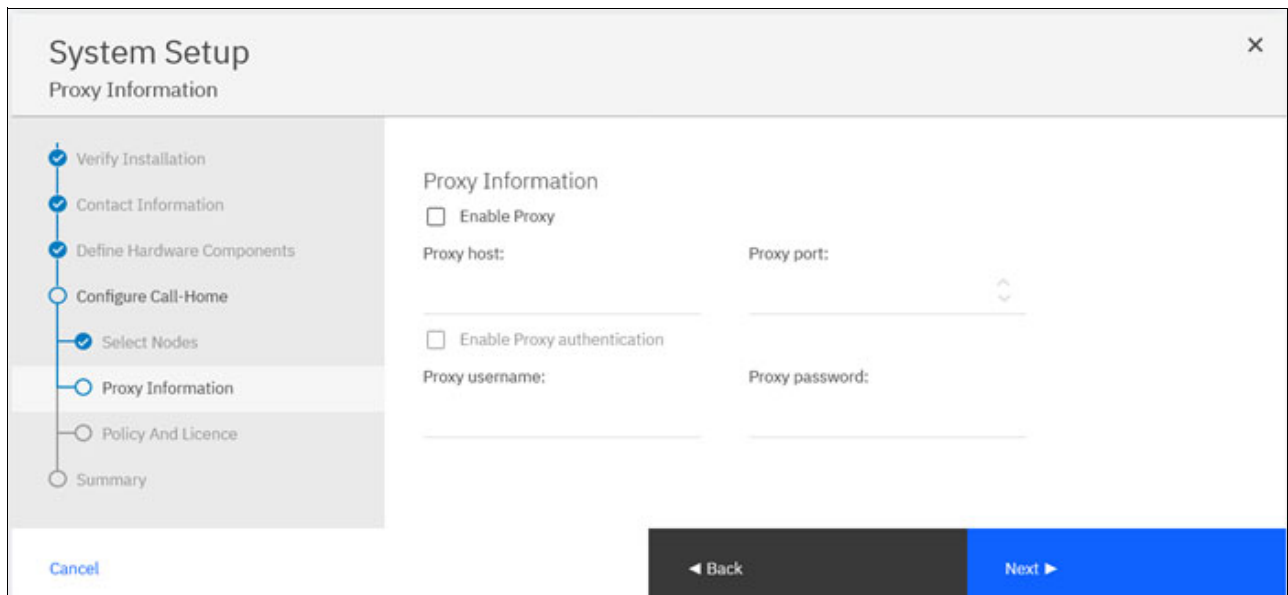 System Setup
Proxy Information
Verify Installation
Contact Information
Define Hardware Components
Configure Call-Home
Select Nodes
Proxy Information
Policy And Licence
Summary
Proxy Information
Enable Proxy
Proxy host: Proxy port:
Enable Proxy authentication
Proxy username: Proxy password:
Cancel
Back
Next